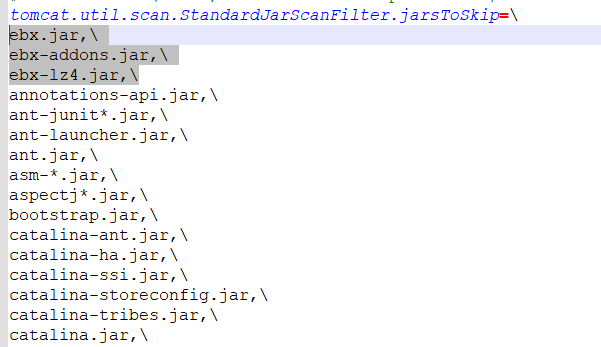 tomcat.util.scan.StandardJarScanFilter.jarsToSkip=\
ebx.jar,\
ebx-addons.jar,\
ebx-lz4.jar,\
annotations-api.jar,\
ant-junit*.jar,\
ant-launcher.jar,\
ant.jar,\
asm-*.jar,\
aspectj*.jar,\
bootstrap.jar,\
catalina-ant.jar,\
catalina-ha.jar,\
catalina-ssi.jar,\
catalina-storeconfig.jar,\
catalina-tribes.jar,\
catalina.jar,\